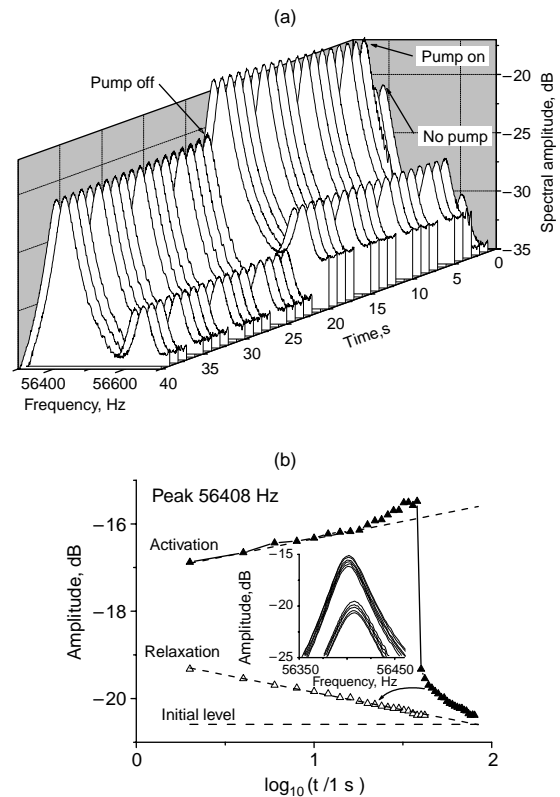 (a)
Pump on
Pump off
No pump
−20
−25
−30
−35
Spectral amplitude, dB
0
5
10
15
20
25
30
35
40
Time,s
56400
56600
Frequency, Hz
(b)
Peak 56408 Hz
−16
−18
−20
Amplitude, dB
Activation
Relaxation
Initial level
−15
−20
−25
Amplitude,dB
56350
56450
Frequency, Hz
0
1
2
log10 (t /1 s )